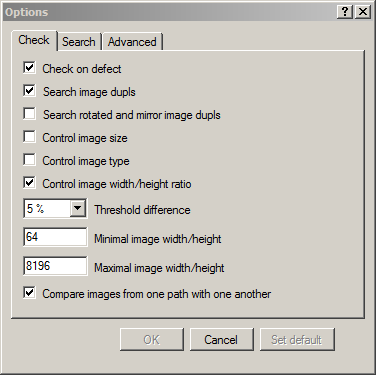 Options
Check Search Advanced
Check on defect
Search image dupls
Search rotated and mirror image dupls
Control image size
Control image type
Control image width/height ratio
5 % Threshold difference
64 Minimal image width/height
8196 Maximal image width/height
Compare images from one path with one another
OK Cancel Set default